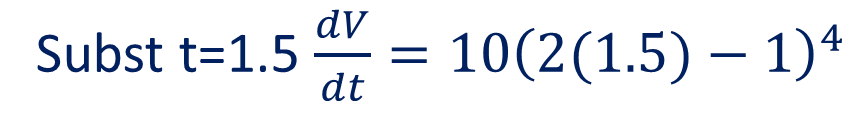 Subst t=1.5 dV/dt = 10(2(1.5) − 1)⁴